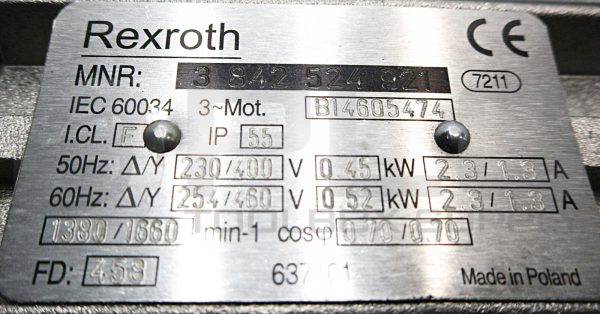 Rexroth CE
MNR: 3 842 524 921 7211
IEC 60034 3~Mot. B14605474
I.CL. F IP 55
50Hz: Δ/Y 230/400 V 0.45 kW 2.3/1.3 A
60Hz: Δ/Y 254/460 V 0.52 kW 2.3/1.3 A
1380/1660 min-1 cosφ 0.70/0.70
FD: 458 Made in Poland